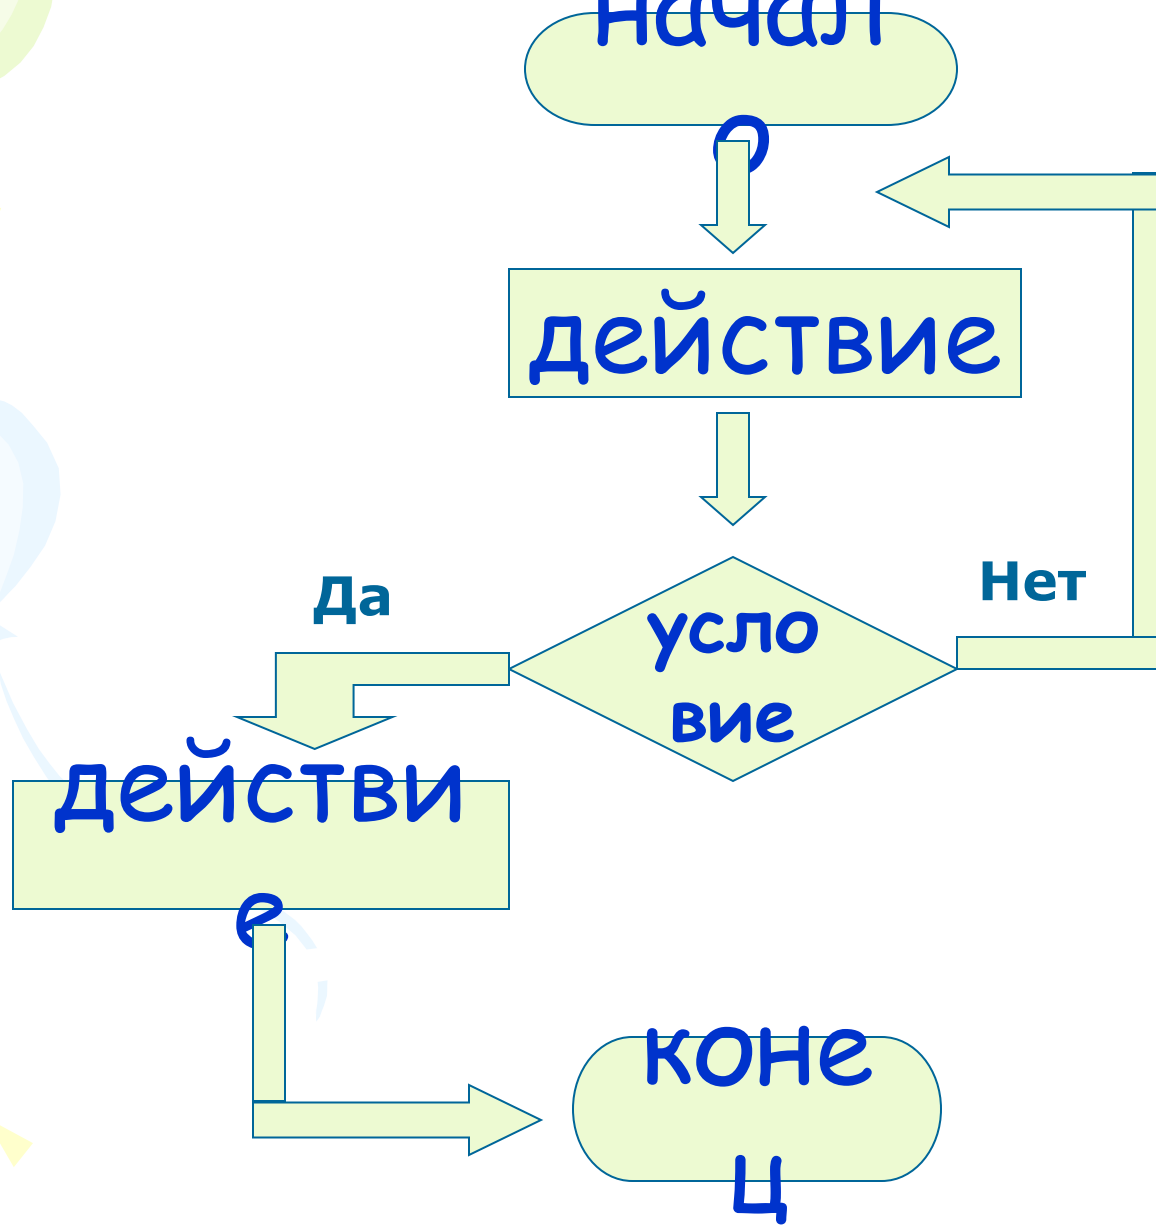 начал
о
действие
Да
Нет
усло
вие
действи
е
коне
ц